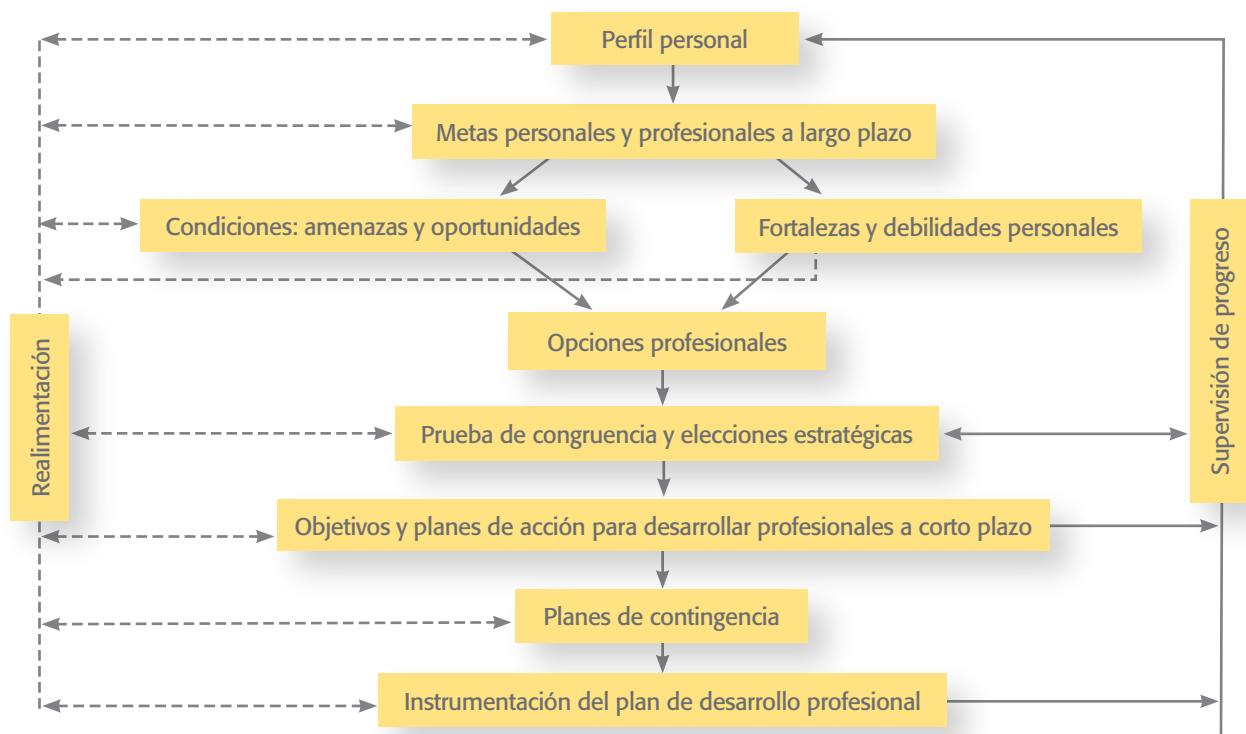 Perfil personal
Metas personales y profesionales a largo plazo
Condiciones: amenazas y oportunidades
Fortalezas y debilidades personales
Opciones profesionales
Prueba de congruencia y elecciones estratégicas
Objetivos y planes de acción para desarrollar profesionales a corto plazo
Planes de contingencia
Instrumentación del plan de desarrollo profesional
Realimentación
Supervisión de progreso